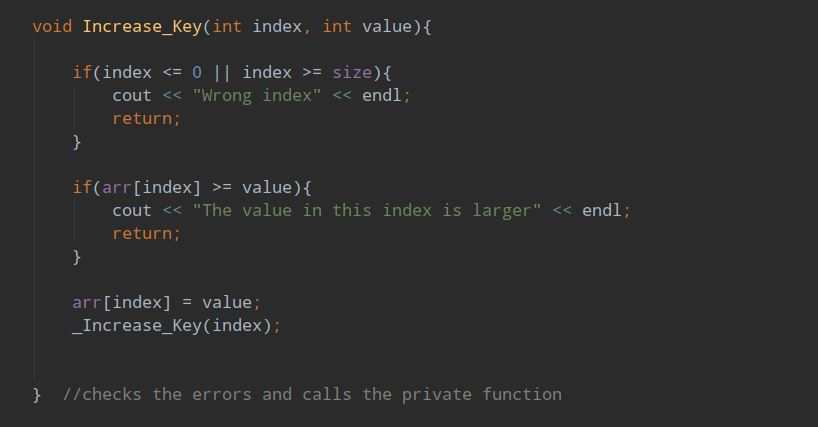 void Increase_Key(int index, int value){
if(index <= 0 || index >= size){
cout << "Wrong index" << endl;
return;
}
if(arr[index] >= value){
cout << "The value in this index is larger" << endl;
return;
}
arr[index] = value;
_Increase_Key(index);
} //checks the errors and calls the private function